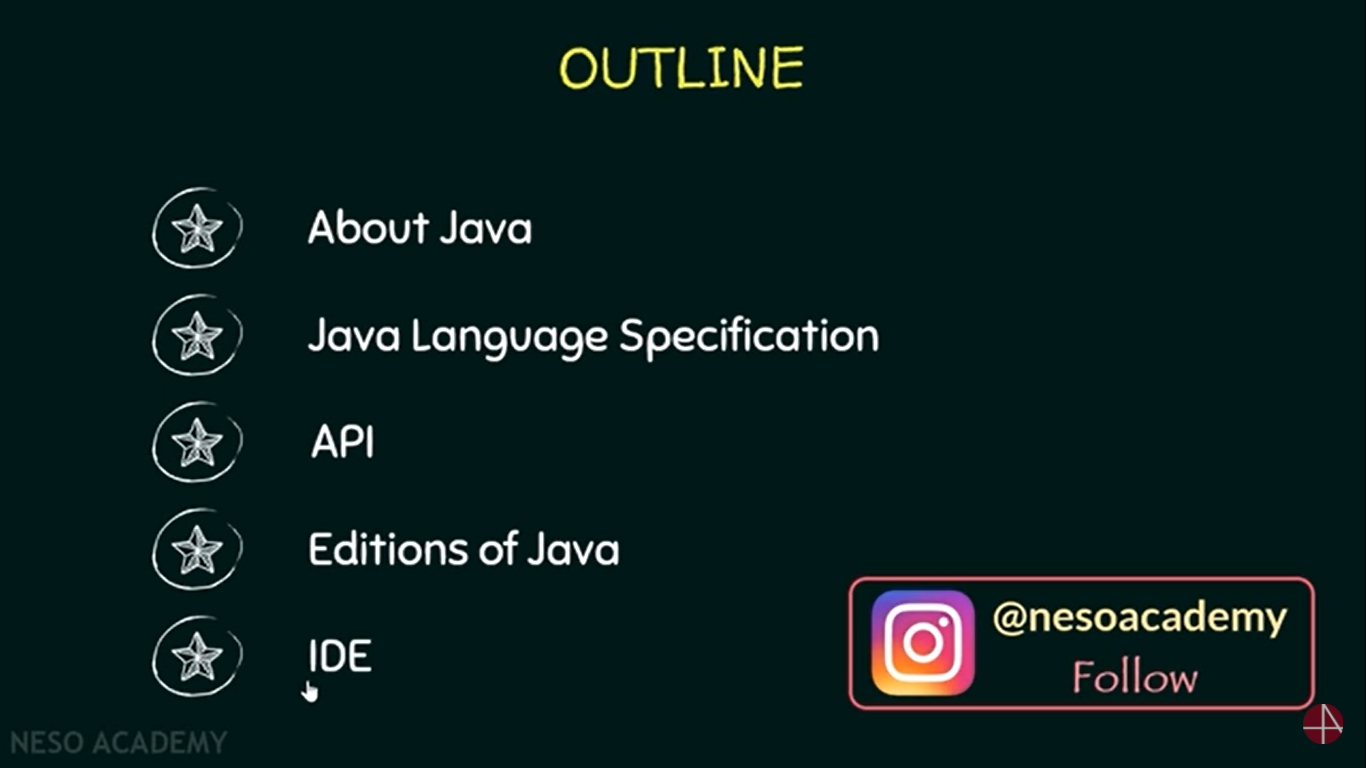 OUTLINE
About Java
Java Language Specification
API
Editions of Java
IDE
@nesoacademy
Follow
NESO ACADEMY